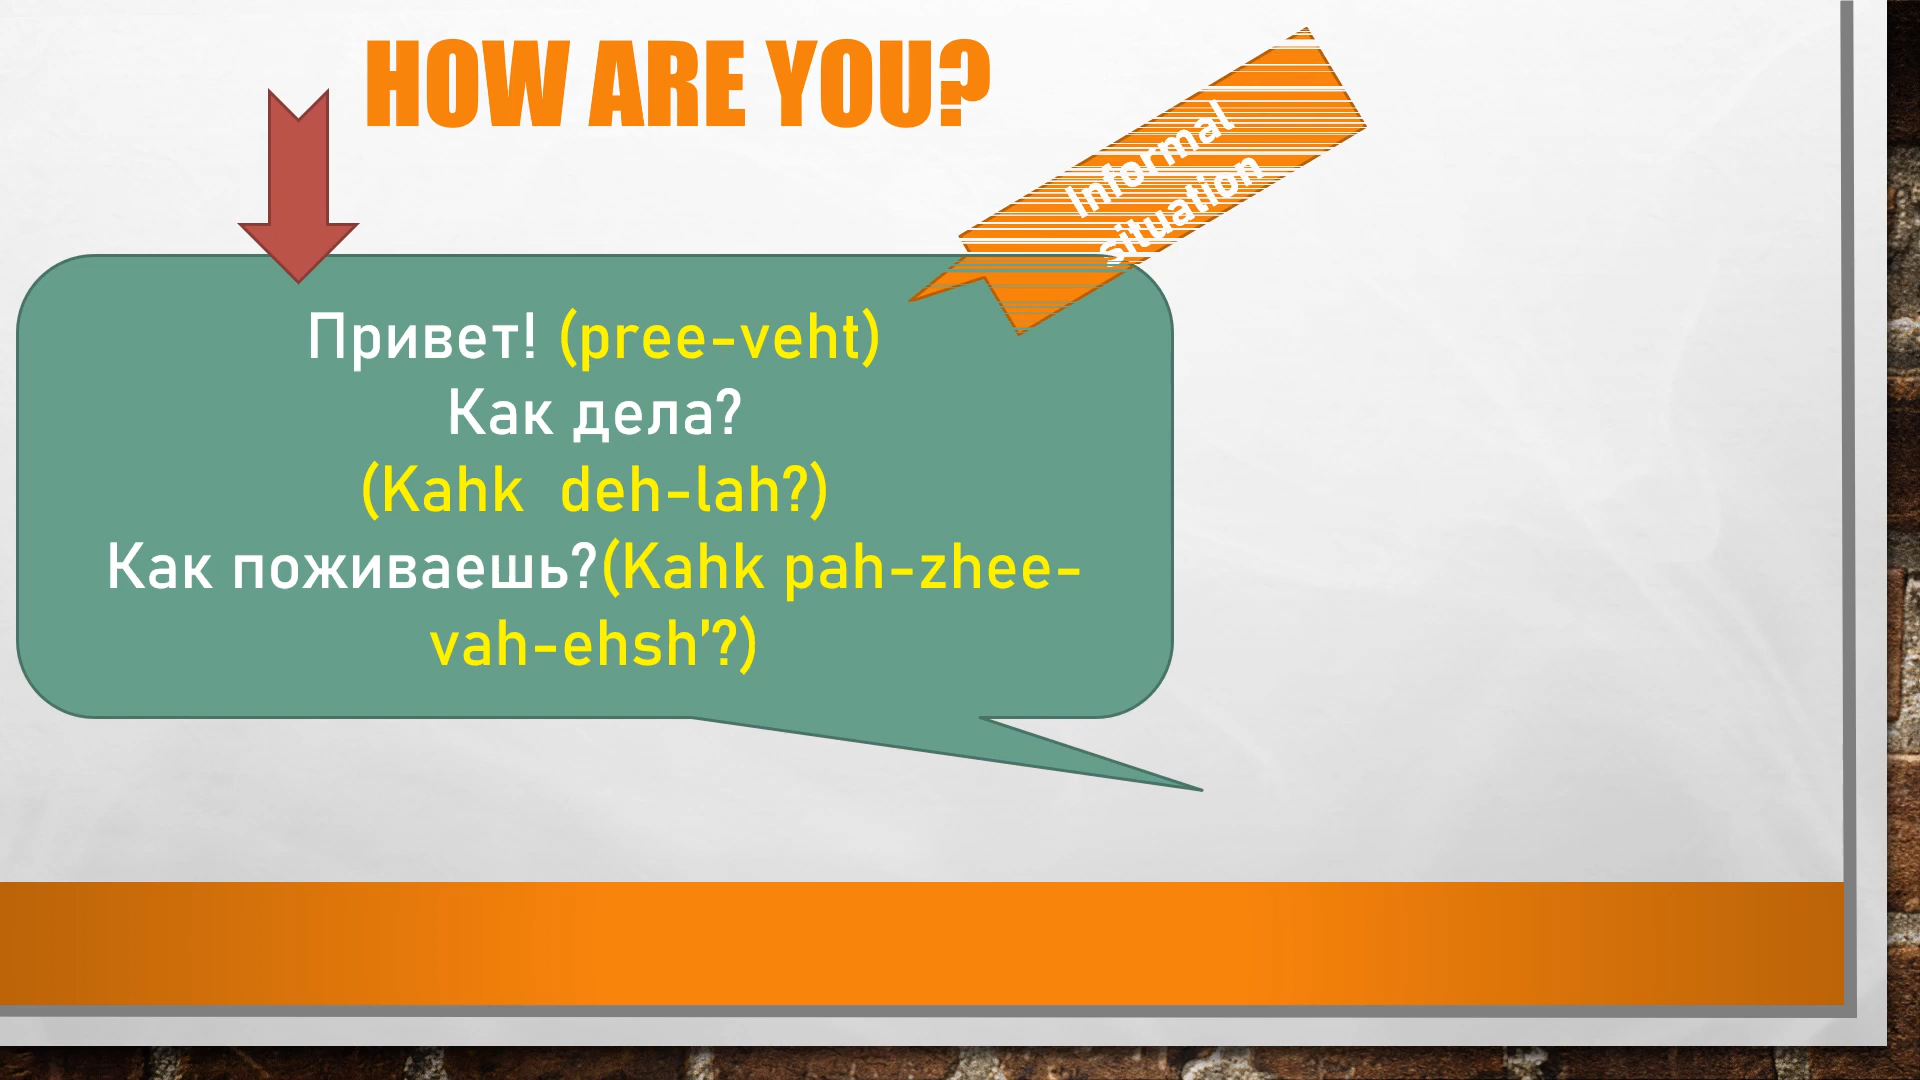 HOW ARE YOU?
Informal
situation
Привет! (pree-veht)
Как дела?
(Kahk deh-lah?)
Как поживаешь?(Kahk pah-zhee-
vah-ehsh’?)